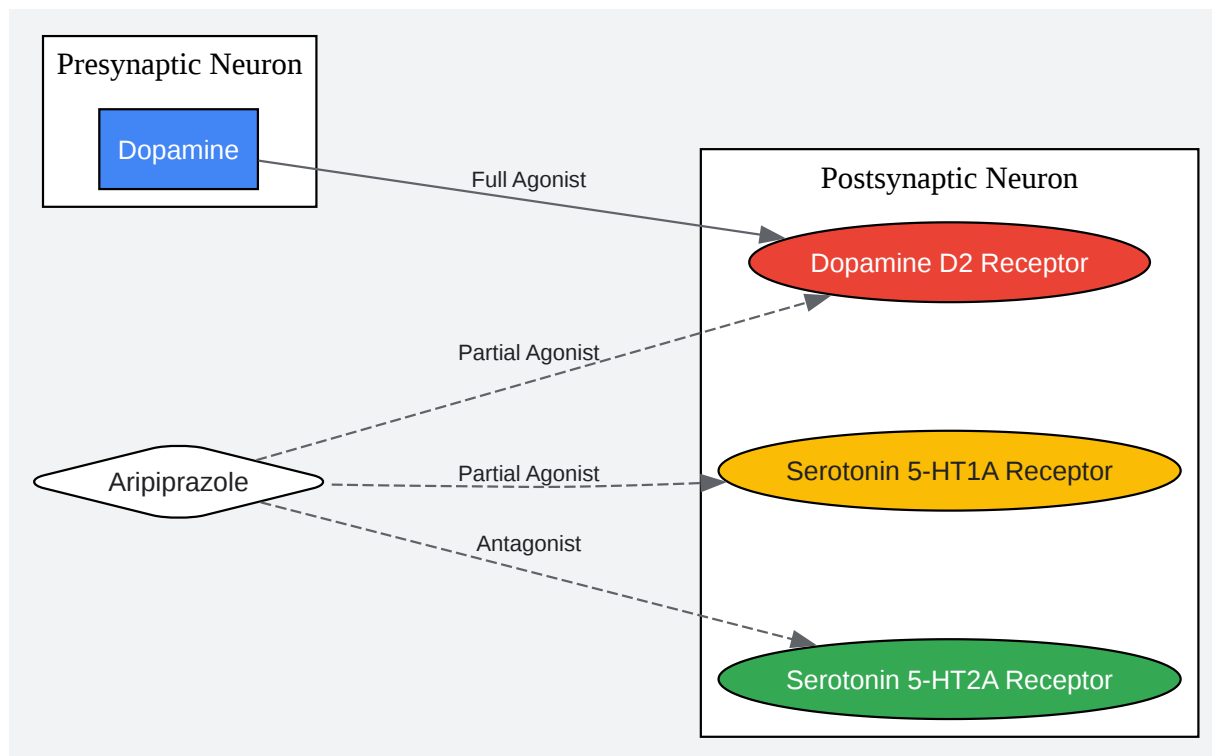 Presynaptic Neuron
Dopamine
Full Agonist
Postsynaptic Neuron
Dopamine D2 Receptor
Partial Agonist
Aripiprazole
Partial Agonist
Serotonin 5-HT1A Receptor
Antagonist
Serotonin 5-HT2A Receptor